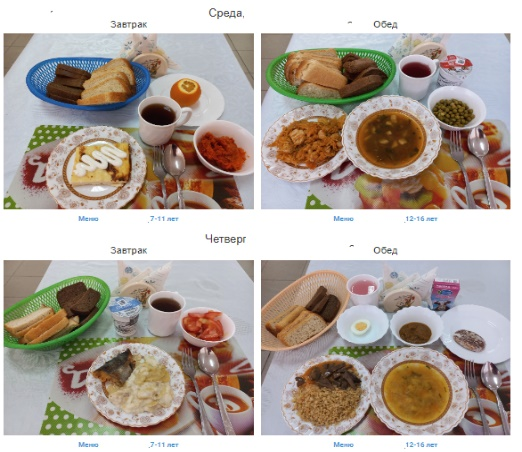 Среда,
Завтрак
Обед
Меню 7-11 лет
Меню 12-16 лет
Четверг
Завтрак
Обед
Меню 7-11 лет
Меню 12-16 лет